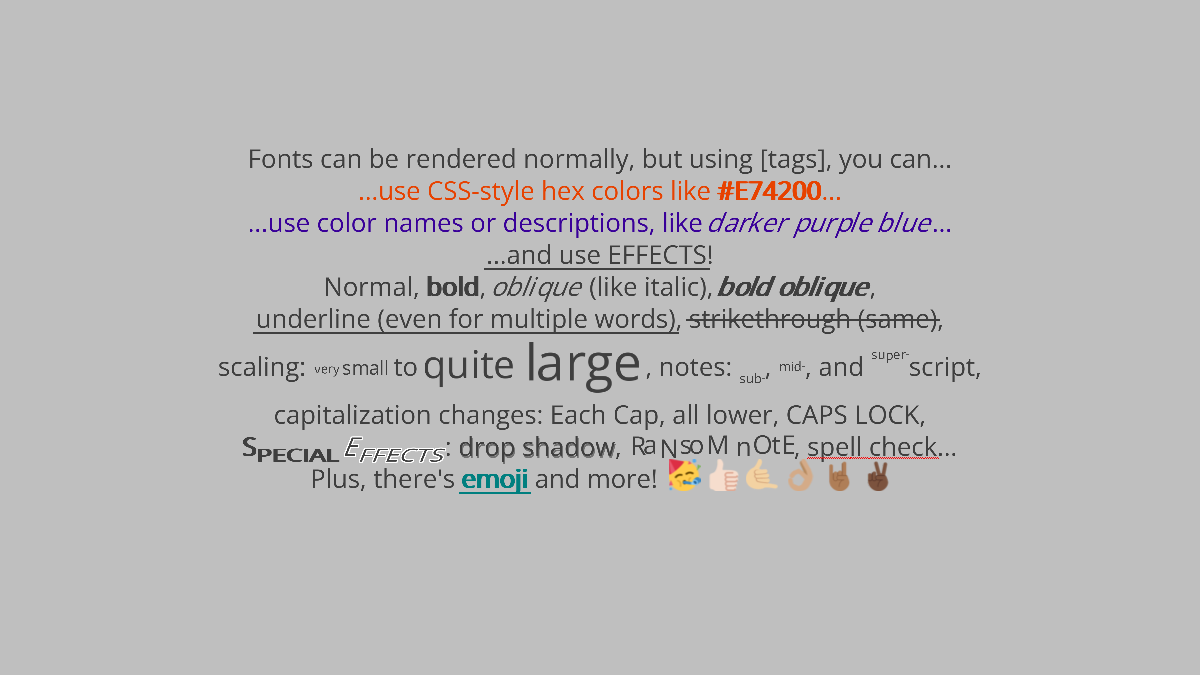 Fonts can be rendered normally, but using [tags], you can...
...use CSS-style hex colors like #E74200...
...use color names or descriptions, like darker purple blue...
...and use EFFECTS!
Normal, bold, oblique (like italic), bold oblique,
underline (even for multiple words), strikethrough (same),
scaling: very small to quite large, notes: sub-, mid-, and super-script,
capitalization changes: Each Cap, all lower, CAPS LOCK,
SPECIAL EFFECTS: drop shadow, RaNsoM nOtE, spell check...
Plus, there's emoji and more! 🥳👍🏻🤙🏼👌🏽🤘🏾✌🏿